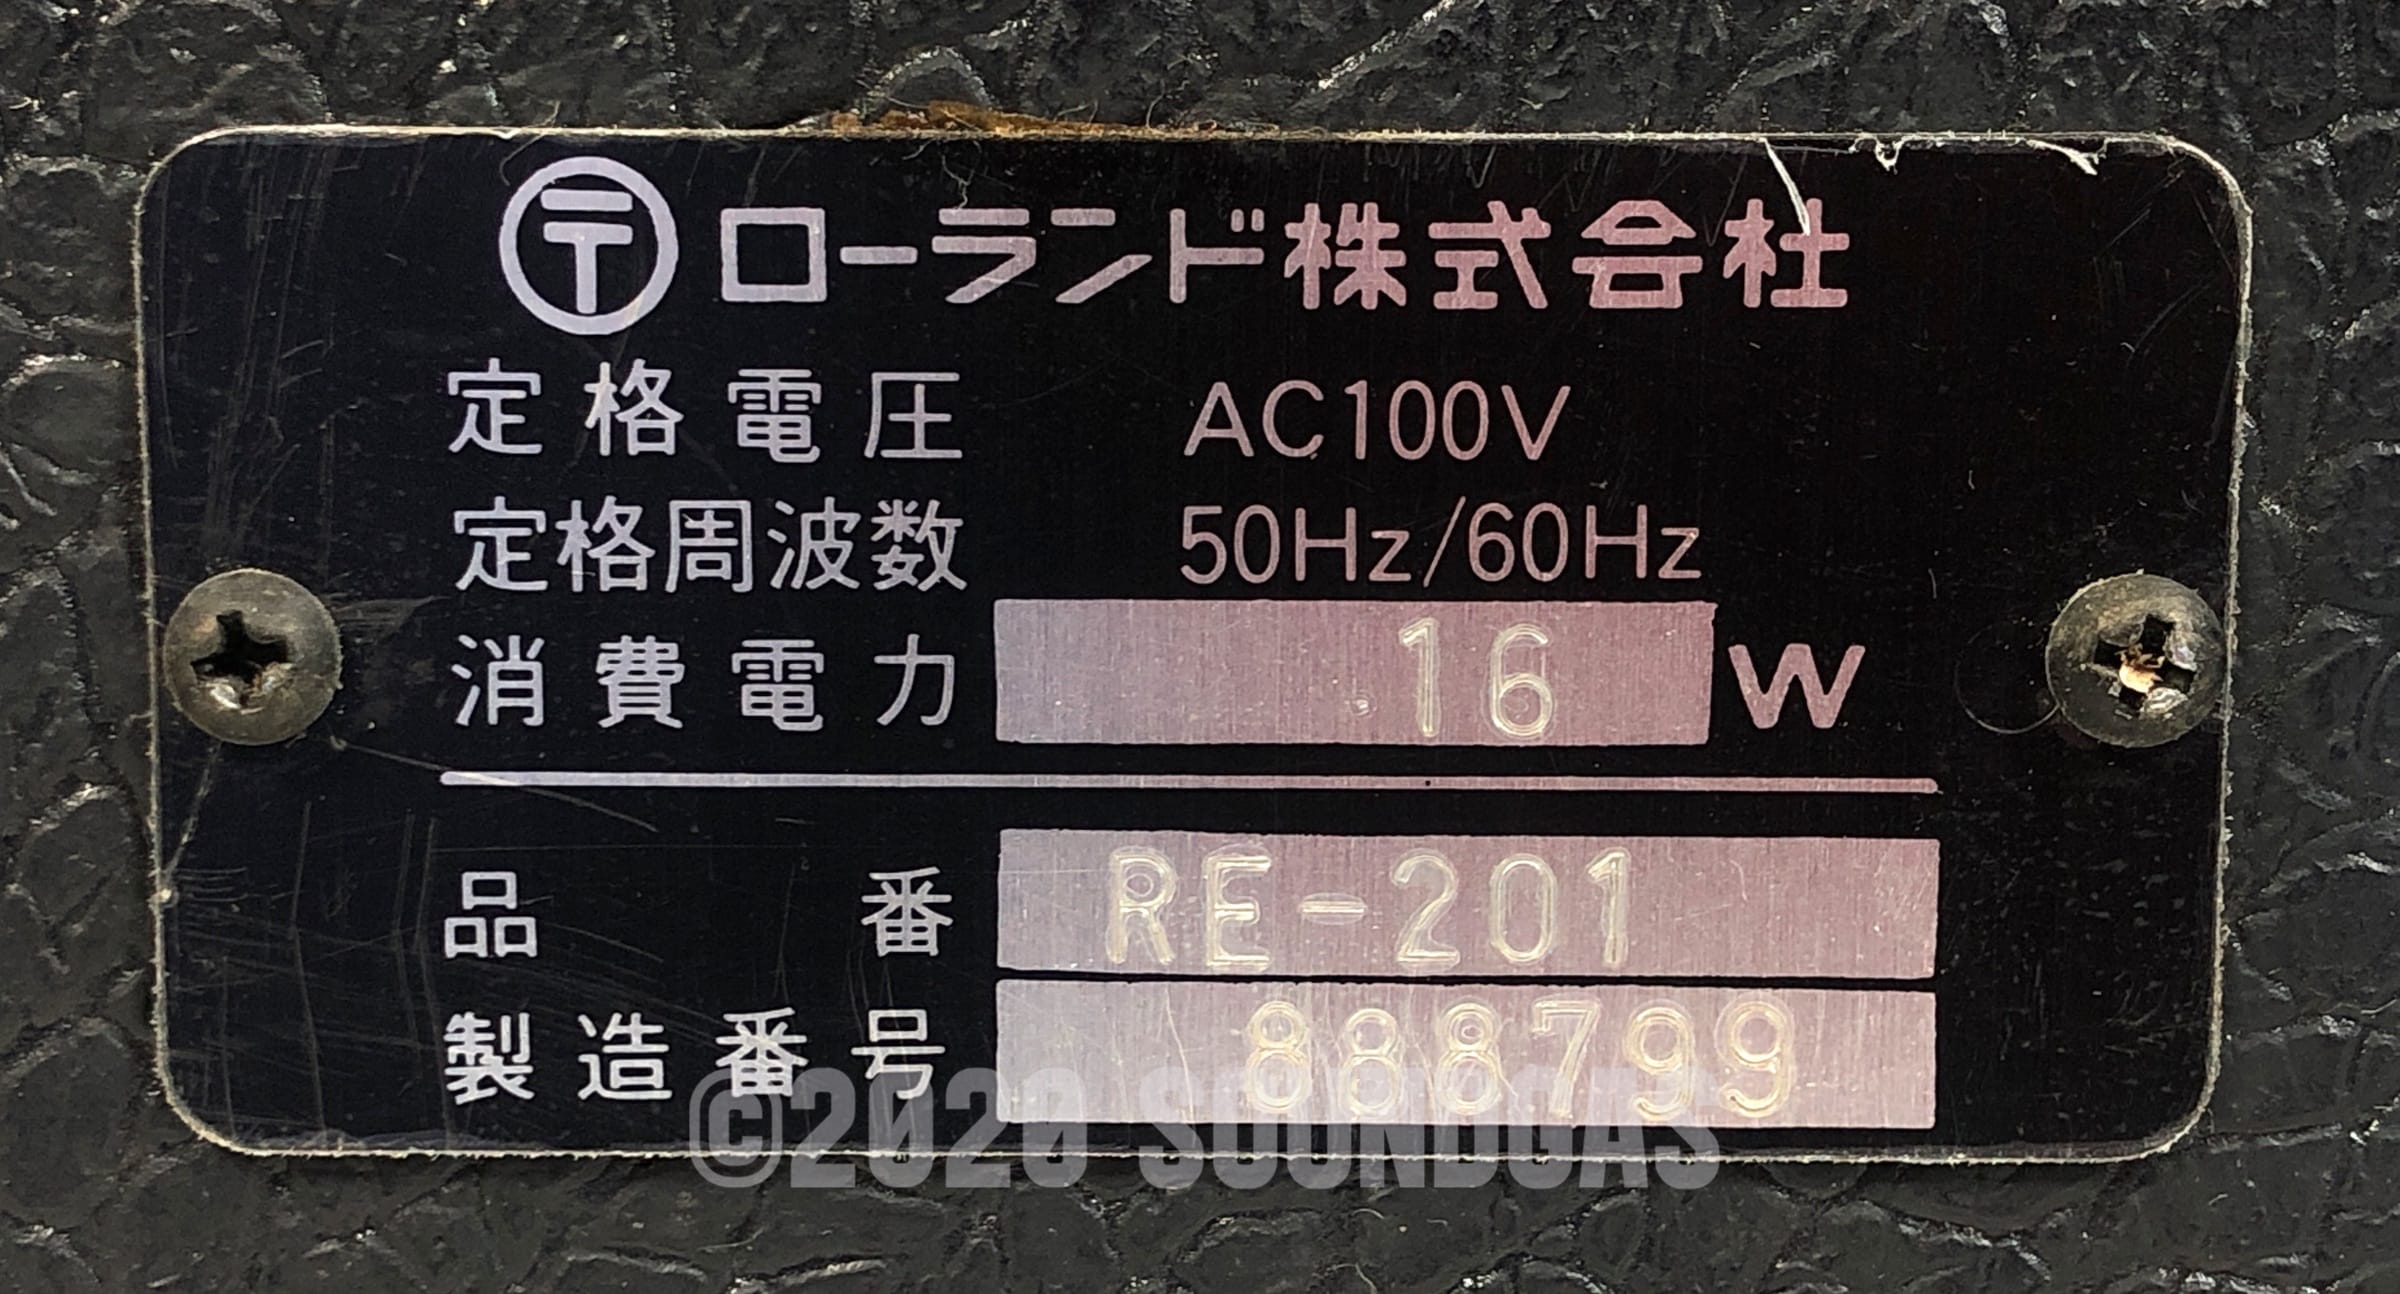 〒 ローランド株式会社
定格電圧 AC100V
定格周波数 50Hz/60Hz
消費電力 16 W
品番 RE-201
製造番号 888799
©2020 SOUNDGAS